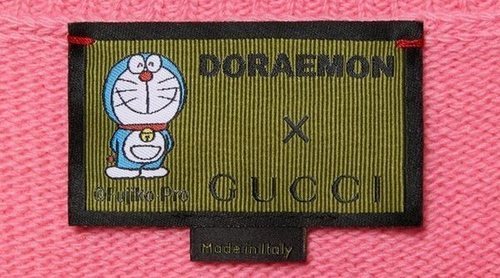 DORAEMON
X
©Fujiko Pro
GUCCI
Made in Italy